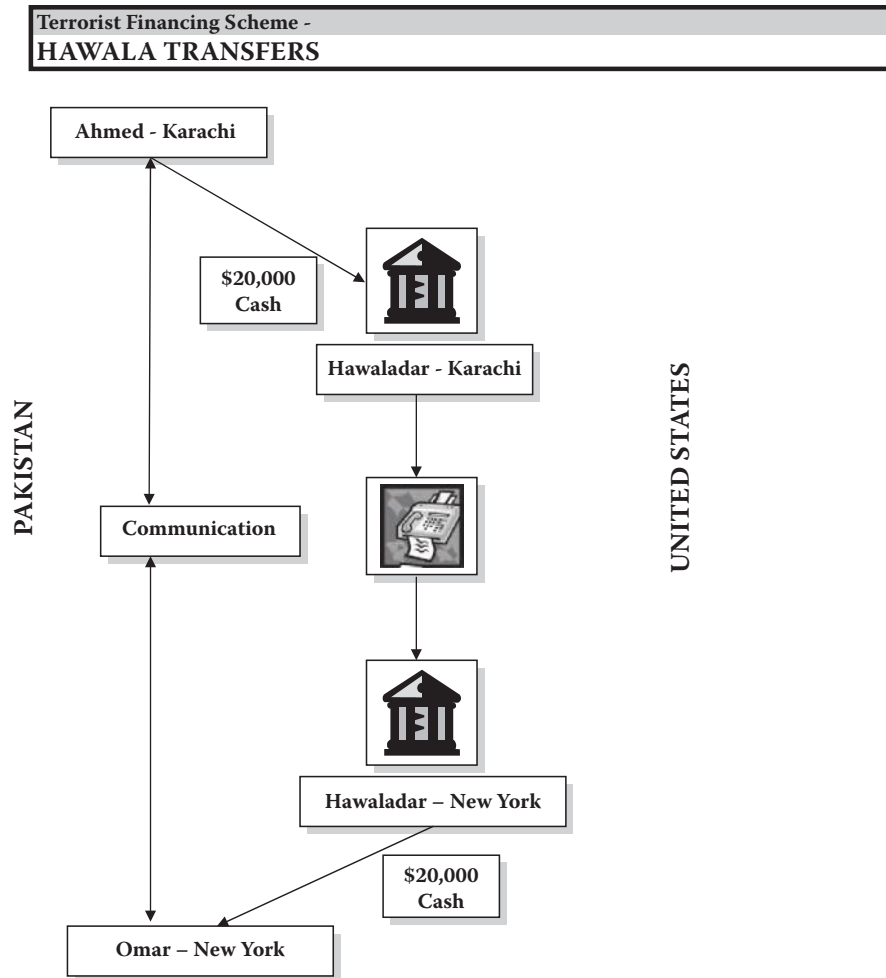 Terrorist Financing Scheme -
HAWALA TRANSFERS
Ahmed - Karachi
$20,000
Cash
Hawaladar - Karachi
PAKISTAN
UNITED STATES
Communication
Hawaladar – New York
$20,000
Cash
Omar – New York